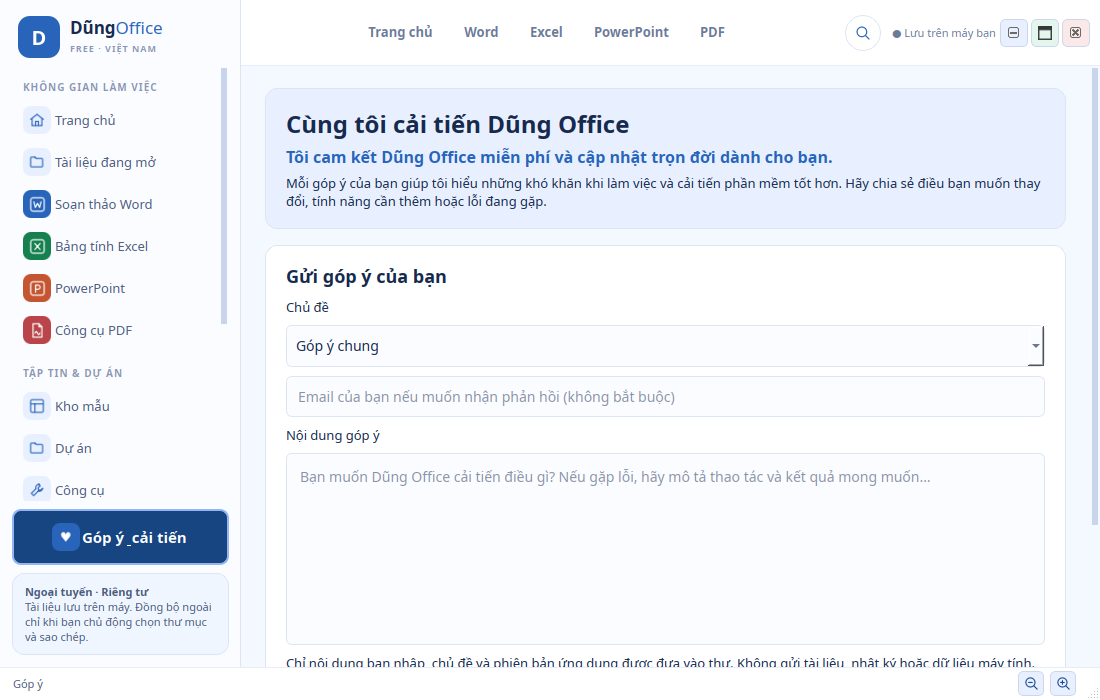 D
DũngOffice
FREE · VIỆT NAM
Trang chủ
Word
Excel
PowerPoint
PDF
Lưu trên máy bạn
KHÔNG GIAN LÀM VIỆC
Trang chủ
Tài liệu đang mở
W Soạn thảo Word
X Bảng tính Excel
P PowerPoint
Công cụ PDF
TẬP TIN & DỰ ÁN
Kho mẫu
Dự án
Công cụ
Góp ý _cải tiến
Ngoại tuyến · Riêng tư
Tài liệu lưu trên máy. Đồng bộ ngoài
chỉ khi bạn chủ động chọn thư mục
và sao chép.
Cùng tôi cải tiến Dũng Office
Tôi cam kết Dũng Office miễn phí và cập nhật trọn đời dành cho bạn.
Mỗi góp ý của bạn giúp tôi hiểu những khó khăn khi làm việc và cải tiến phần mềm tốt hơn. Hãy chia sẻ điều bạn muốn thay
đổi, tính năng cần thêm hoặc lỗi đang gặp.
Gửi góp ý của bạn
Chủ đề
Góp ý chung
Email của bạn nếu muốn nhận phản hồi (không bắt buộc)
Nội dung góp ý
Bạn muốn Dũng Office cải tiến điều gì? Nếu gặp lỗi, hãy mô tả thao tác và kết quả mong muốn...
Chỉ nội dung bạn nhập, chủ đề và phiên bản ứng dụng được đưa vào thư. Không gửi tài liệu, nhật ký hoặc dữ liệu máy tính.
Góp ý